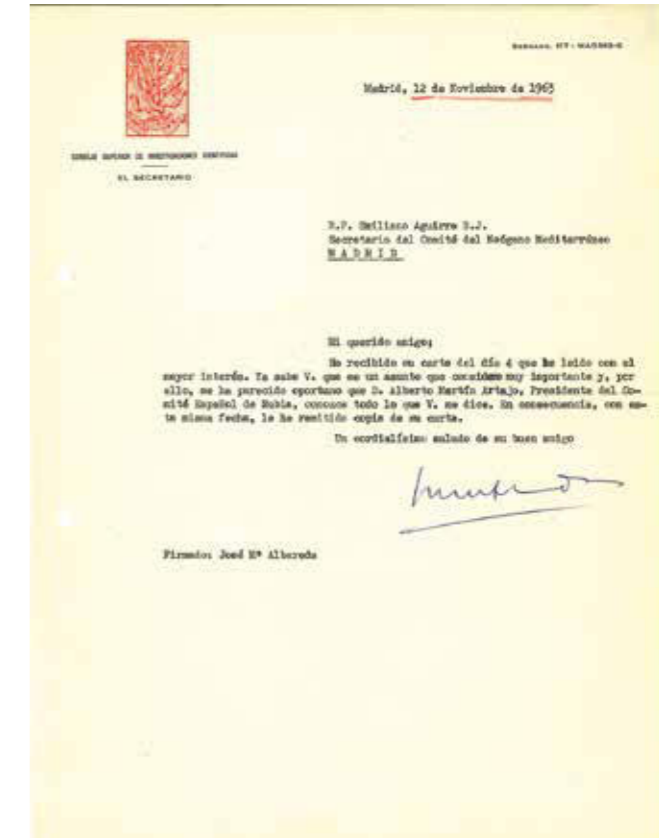 SERRANO, 117 - MADRID-6
Madrid, 12 de Noviembre de 1963
CONSEJO SUPERIOR DE INVESTIGACIONES CIENTIFICAS
EL SECRETARIO
R.P. Emiliano Aguirre S.J.
Secretario del Comité del Neógeno Mediterráneo
MADRID
Mi querido amigo;
He recibido su carta del día 4 que he leido con el
mayor interés. Ya sabe V. que es un asunto que considero muy importante y, por
ello, me ha parecido oportuno que D. Alberto Martín Artajo, Presidente del Co-
mité Español de Nubia, conozca todo lo que V. me dice. En consecuencia, con es-
ta misma fecha, le he remitido copia de su carta.
Un cordialísimo saludo de su buen amigo
Firmado: José Mª Albareda